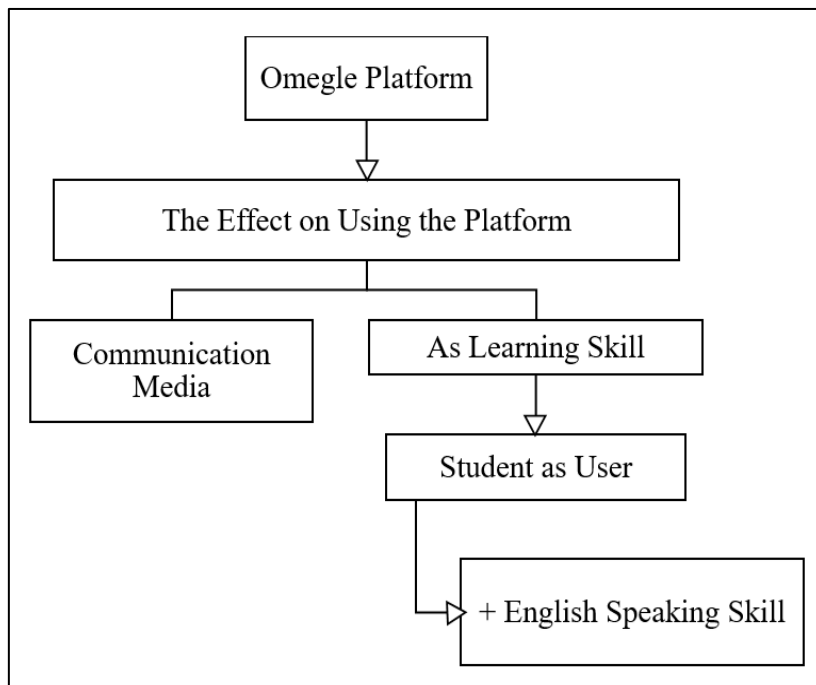 Omegle Platform
The Effect on Using the Platform
Communication
Media
As Learning Skill
Student as User
+ English Speaking Skill